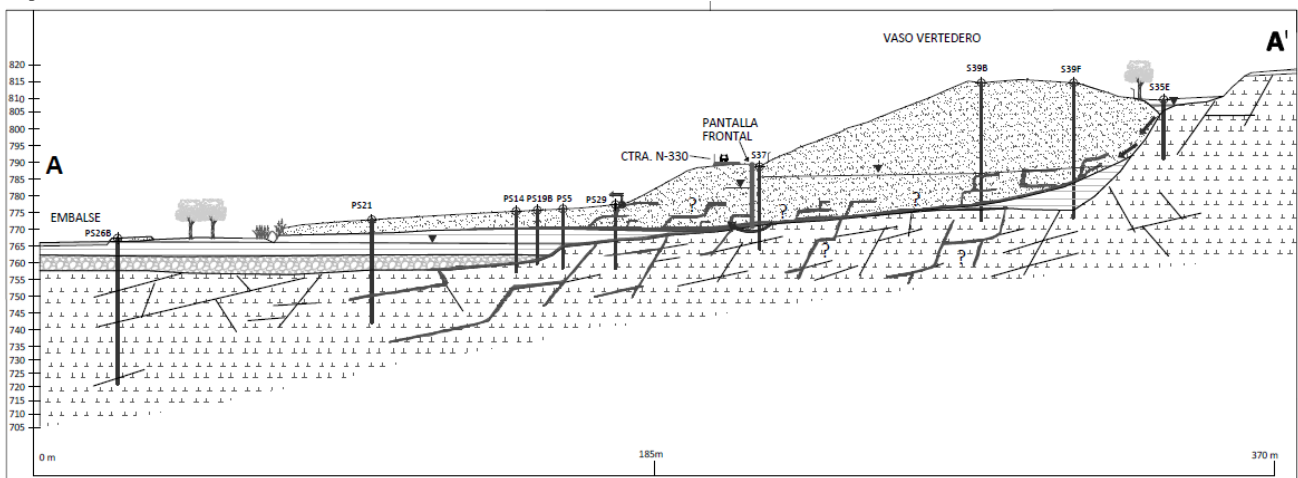 VASO VERTEDERO
A'
S39B
S39F
S35E
820
815
810
805
800
795
790
785
780
775
770
765
760
755
750
745
740
735
730
725
720
715
710
705
PANTALLA
FRONTAL
CTRA. N-330
S37
A
PS14
PS19B
PS5
PS29
PS21
EMBALSE
PS26B
?
?
?
?
?
0 m
185m
370 m